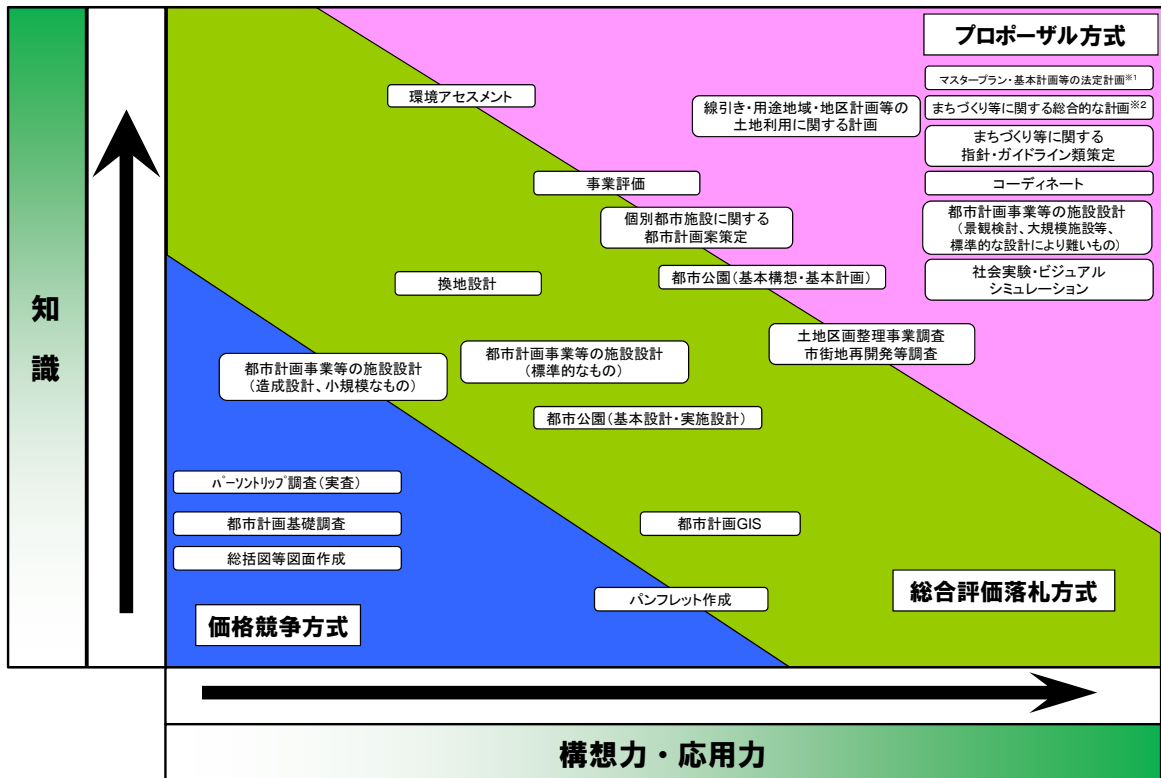 プロポーザル方式
マスタープラン・基本計画等の法定計画※1
環境アセスメント
線引き・用途地域・地区計画等の
土地利用に関する計画
まちづくり等に関する総合的な計画※2
まちづくり等に関する
指針・ガイドライン類策定
事業評価
コーディネート
個別都市施設に関する
都市計画案策定
都市計画事業等の施設設計
（景観検討、大規模施設等、
標準的な設計により難いもの）
換地設計
都市公園（基本構想・基本計画）
社会実験・ビジュアル
シミュレーション
知
識
都市計画事業等の施設設計
（造成設計、小規模なもの）
都市計画事業等の施設設計
（標準的なもの）
土地区画整理事業調査
市街地再開発等調査
都市公園（基本設計・実施設計）
ﾊﾟｰｿﾝﾄﾘｯﾌﾟ調査（実査）
都市計画基礎調査
都市計画GIS
総括図等図面作成
パンフレット作成
総合評価落札方式
価格競争方式
構想力・応用力